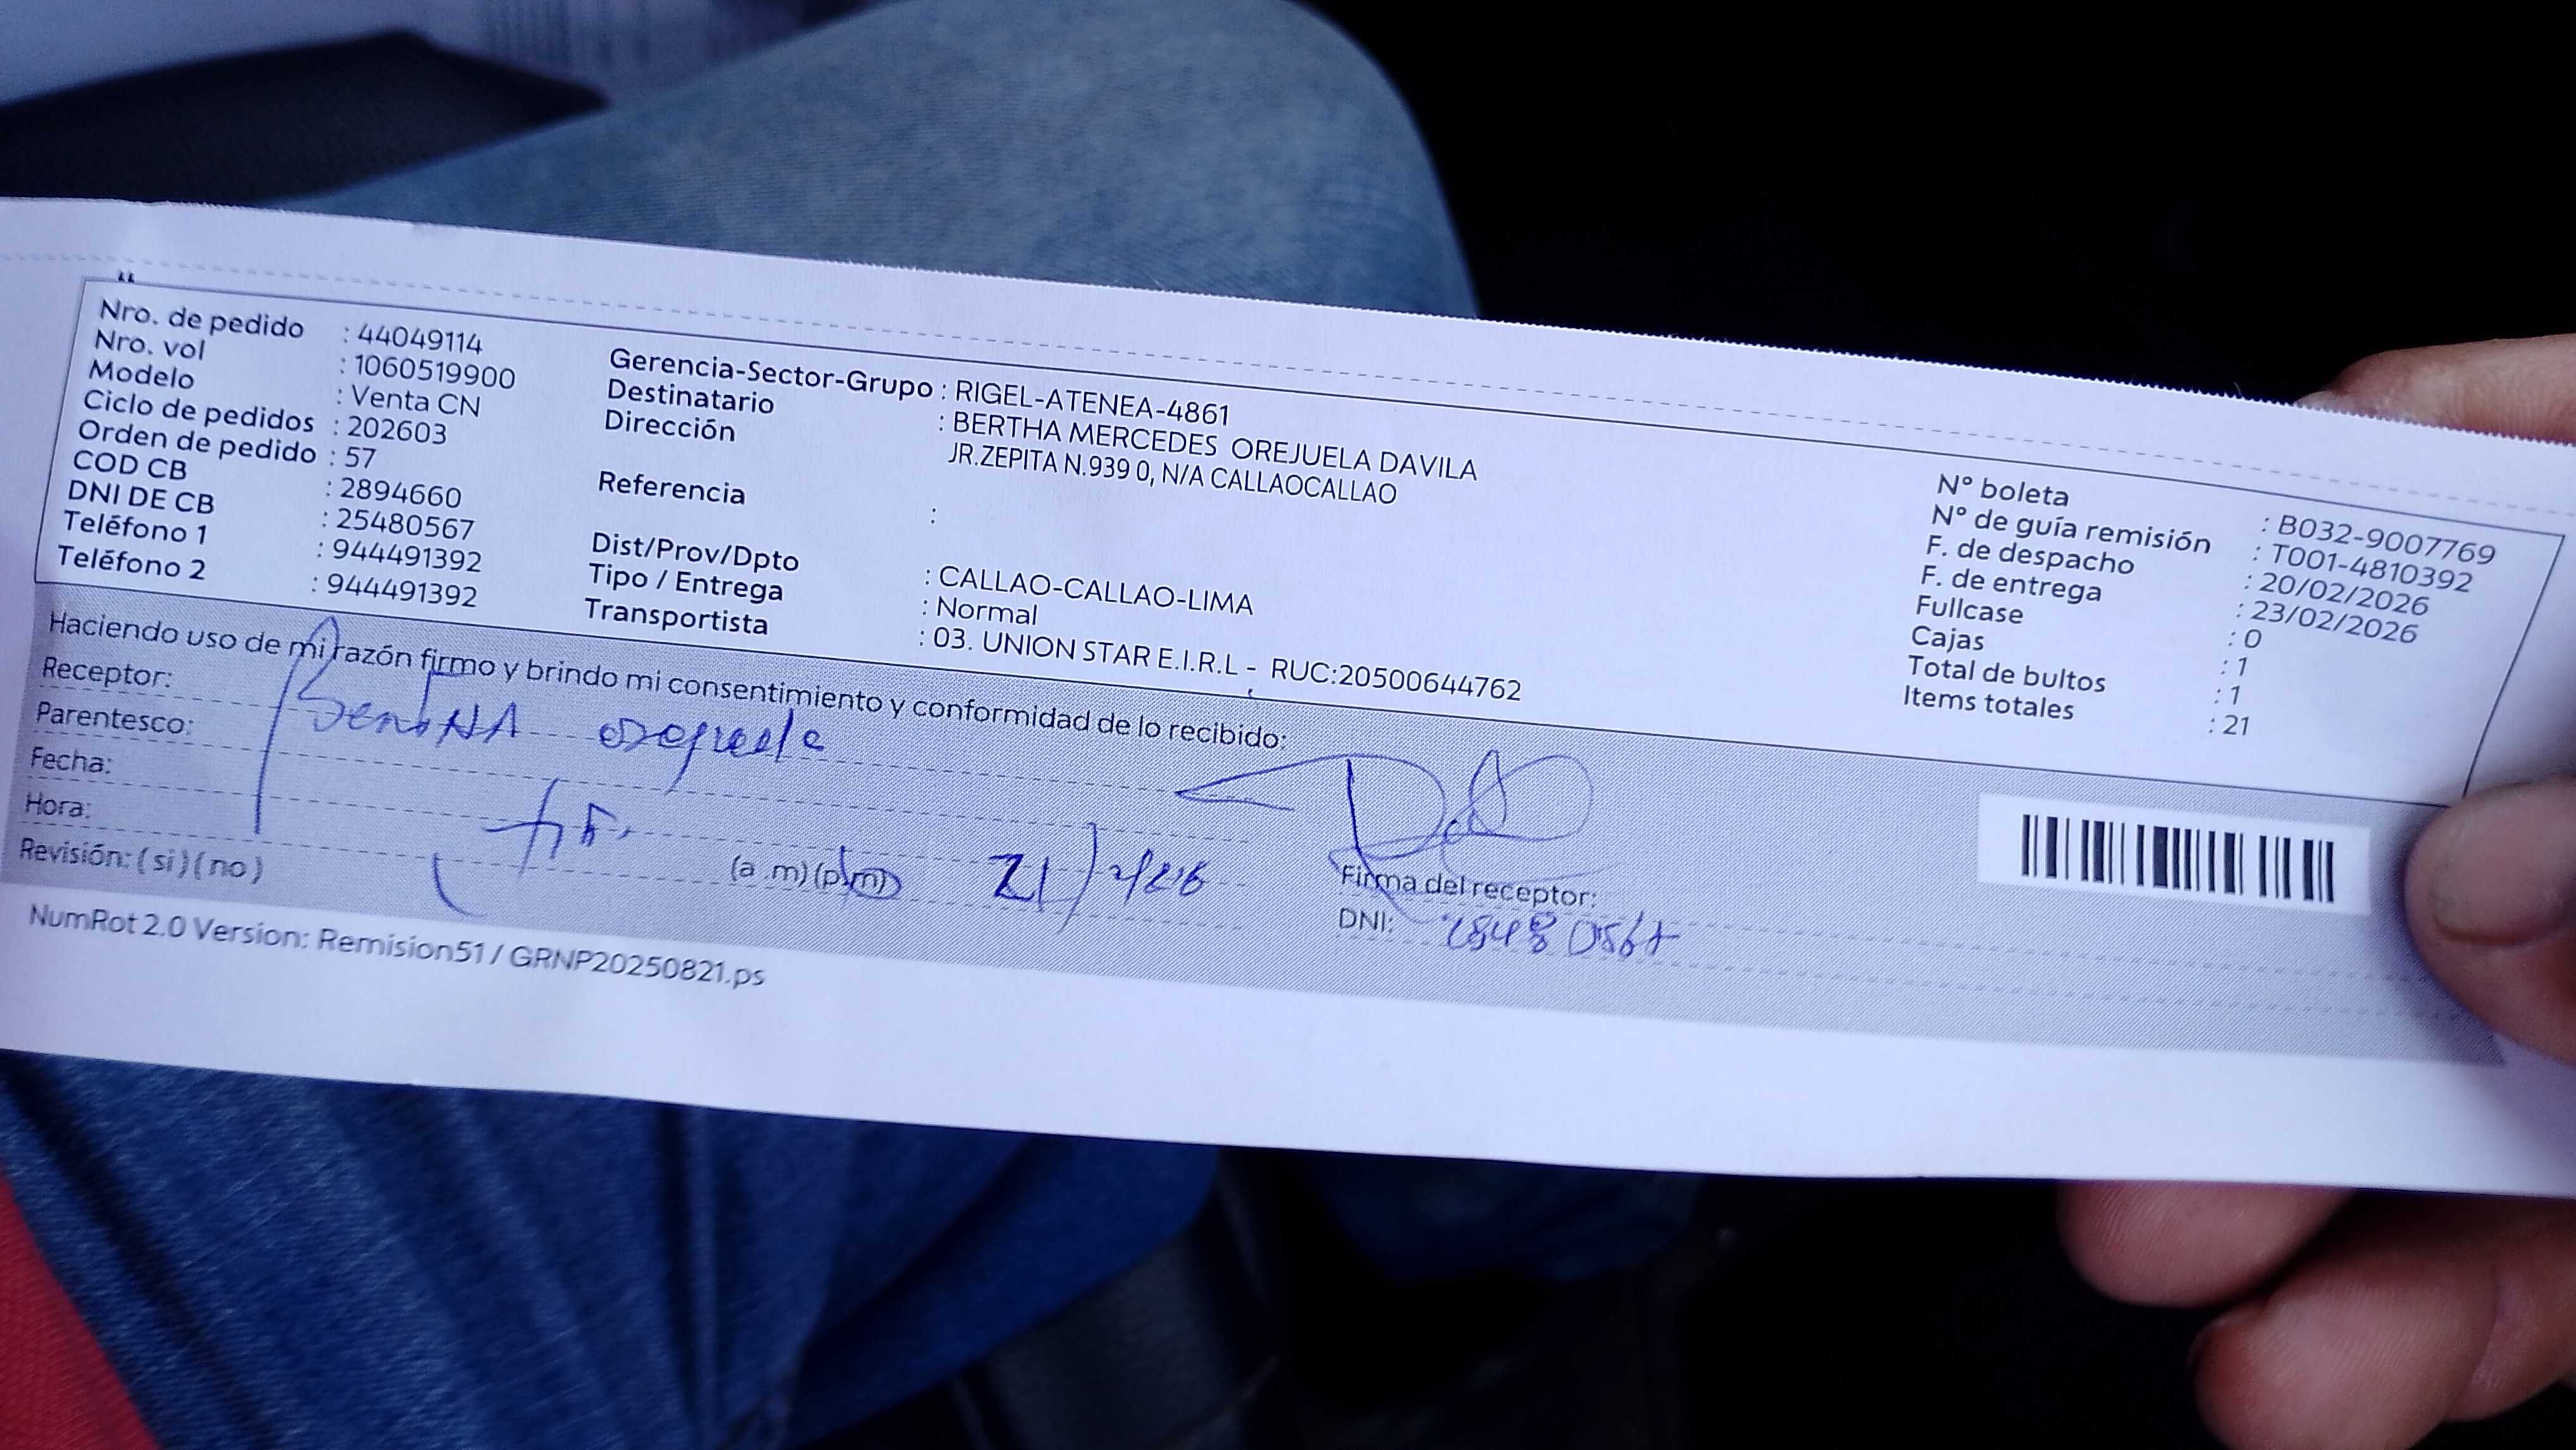 Nro. de pedido : 44049114
Nro. vol : 1060519900
Modelo : Venta CN
Ciclo de pedidos : 202603
Orden de pedido : 57
COD CB : 2894660
DNI DE CB : 25480567
Teléfono 1 : 944491392
Teléfono 2 : 944491392
Gerencia-Sector-Grupo : RIGEL-ATENEA-4861
Destinatario : BERTHA MERCEDES OREJUELA DAVILA
Dirección JR.ZEPITA N.939 0, N/A CALLAOCALLAO
Referencia :
Dist/Prov/Dpto : CALLAO-CALLAO-LIMA
Tipo / Entrega : Normal
Transportista : 03. UNION STAR E.I.R.L - RUC:20500644762
N° boleta : B032-9007769
N° de guía remisión : T001-4810392
F. de despacho : 20/02/2026
F. de entrega : 23/02/2026
Fullcase : 0
Cajas : 1
Total de bultos : 1
Items totales : 21
Haciendo uso de mi razón firmo y brindo mi consentimiento y conformidad de lo recibido:
Receptor:
Parentesco:
Fecha:
Hora: (a .m) (p.m)
Revisión: ( si ) ( no )
Firma del receptor:
DNI:
NumRot 2.0 Version: Remision51 / GRNP20250821.ps